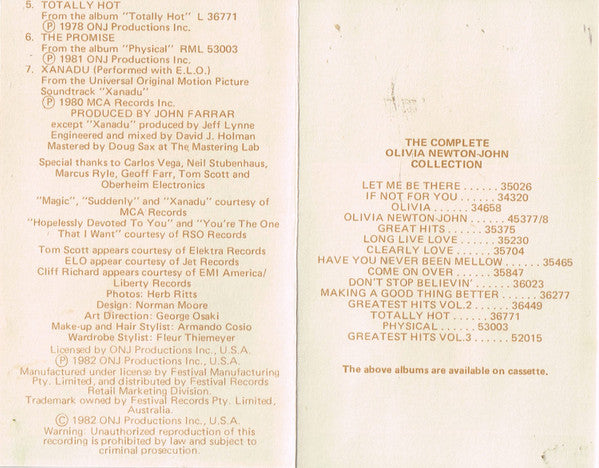 5. TOTALLY HOT
From the album "Totally Hot" L 36771
Ⓟ 1978 ONJ Productions Inc.
6. THE PROMISE
From the album "Physical" RML 53003
Ⓟ 1981 ONJ Productions Inc.
7. XANADU (Performed with E.L.O.)
From the Universal Original Motion Picture
Soundtrack "Xanadu"
Ⓟ 1980 MCA Records Inc.
PRODUCED BY JOHN FARRAR
except "Xanadu" produced by Jeff Lynne
Engineered and mixed by David J. Holman
Mastered by Doug Sax at The Mastering Lab
Special thanks to Carlos Vega, Neil Stubenhaus,
Marcus Ryle, Geoff Farr, Tom Scott and
Oberheim Electronics
"Magic", "Suddenly" and "Xanadu" courtesy of
MCA Records
"Hopelessly Devoted To You" and "You're The One
That I Want" courtesy of RSO Records
Tom Scott appears courtesy of Elektra Records
ELO appear courtesy of Jet Records
Cliff Richard appears courtesy of EMI America/
Liberty Records
Photos: Herb Ritts
Design: Norman Moore
Art Direction: George Osaki
Make-up and Hair Stylist: Armando Cosio
Wardrobe Stylist: Fleur Thiemeyer
Licensed by ONJ Productions Inc., U.S.A.
Ⓟ 1982 ONJ Productions Inc., U.S.A.
Manufactured under license by Festival Manufacturing
Pty. Limited, and distributed by Festival Records
Retail Marketing Division.
Trademark owned by Festival Records Pty. Limited,
Australia.
© 1982 ONJ Productions Inc., U.S.A.
Warning: Unauthorized reproduction of this
recording is prohibited by law and subject to
criminal prosecution.
THE COMPLETE
OLIVIA NEWTON-JOHN
COLLECTION
LET ME BE THERE . . . . . . 35026
IF NOT FOR YOU . . . . . . 34320
OLIVIA . . . . . . 34658
OLIVIA NEWTON-JOHN . . . . . . 45377/8
GREAT HITS . . . . . . 35375
LONG LIVE LOVE . . . . . . 35230
CLEARLY LOVE . . . . . . 35704
HAVE YOU NEVER BEEN MELLOW . . . . . . 35465
COME ON OVER . . . . . . 35847
DON'T STOP BELIEVIN' . . . . . . 36023
MAKING A GOOD THING BETTER . . . . . . 36277
GREATEST HITS VOL.2 . . . . . . 36449
TOTALLY HOT . . . . . . 36771
PHYSICAL . . . . . . 53003
GREATEST HITS VOL.3 . . . . . . 52015
The above albums are available on cassette.